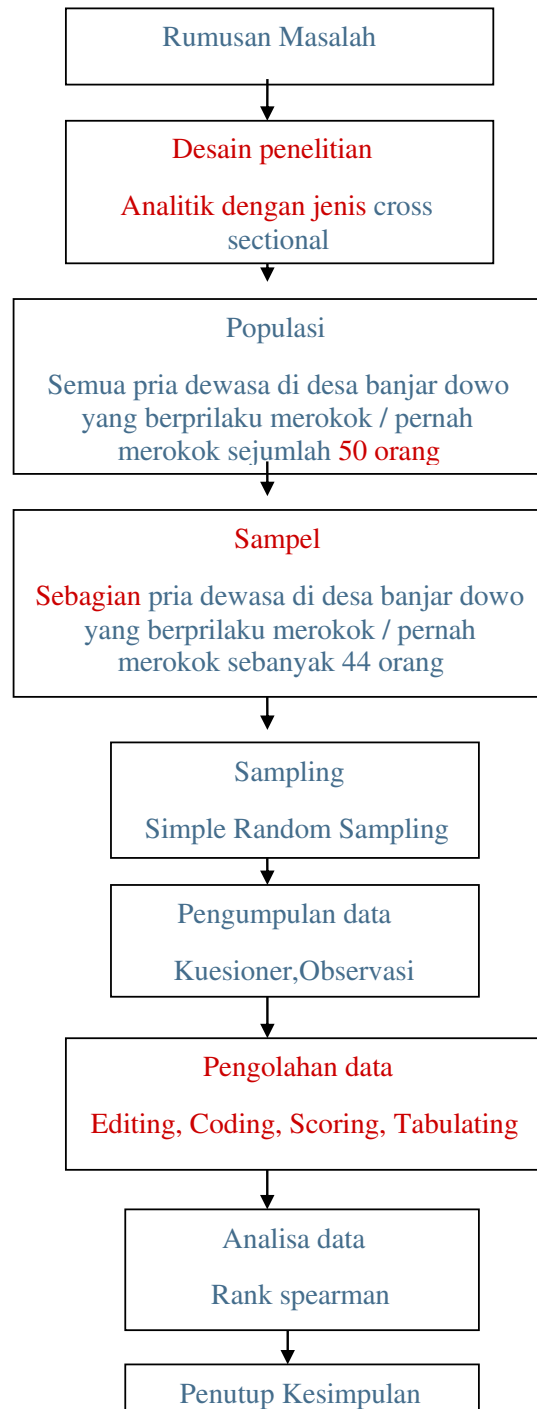 Rumusan Masalah
Desain penelitian
Analitik dengan jenis cross
sectional
Populasi
Semua pria dewasa di desa banjar dowo
yang berprilaku merokok / pernah
merokok sejumlah 50 orang
Sampel
Sebagian pria dewasa di desa banjar dowo
yang berprilaku merokok / pernah
merokok sebanyak 44 orang
Sampling
Simple Random Sampling
Pengumpulan data
Kuesioner,Observasi
Pengolahan data
Editing, Coding, Scoring, Tabulating
Analisa data
Rank spearman
Penutup Kesimpulan